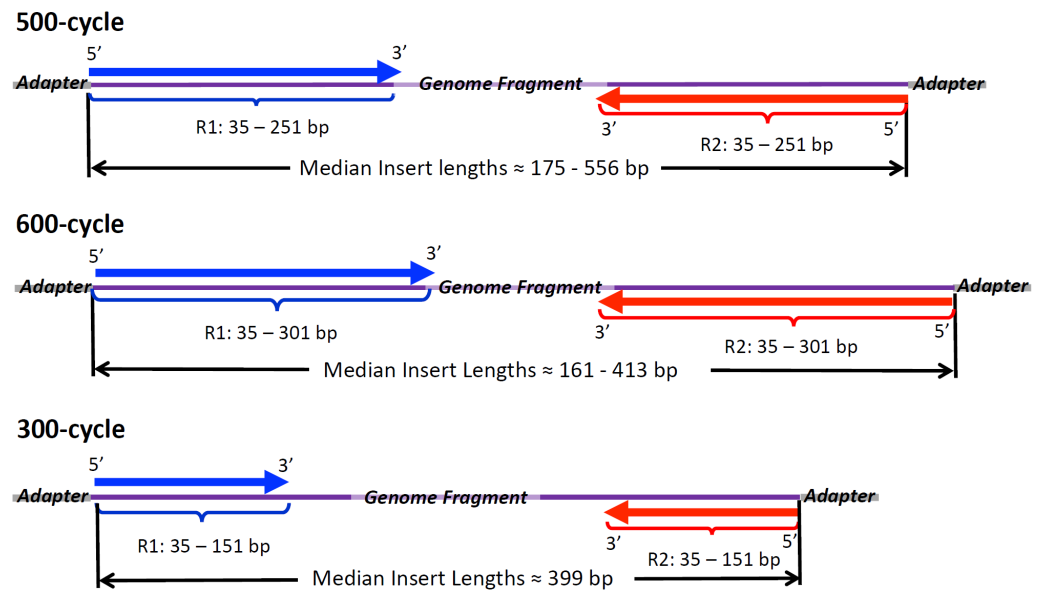 500-cycle
5’ 3’
Adapter Genome Fragment Adapter
R1: 35 – 251 bp 3’ R2: 35 – 251 bp 5’
Median Insert lengths ≈ 175 - 556 bp
600-cycle
5’ 3’
Adapter Genome Fragment Adapter
R1: 35 – 301 bp 3’ R2: 35 – 301 bp 5’
Median Insert Lengths ≈ 161 - 413 bp
300-cycle
5’ 3’
Adapter Genome Fragment Adapter
R1: 35 – 151 bp 3’ R2: 35 – 151 bp 5’
Median Insert Lengths ≈ 399 bp